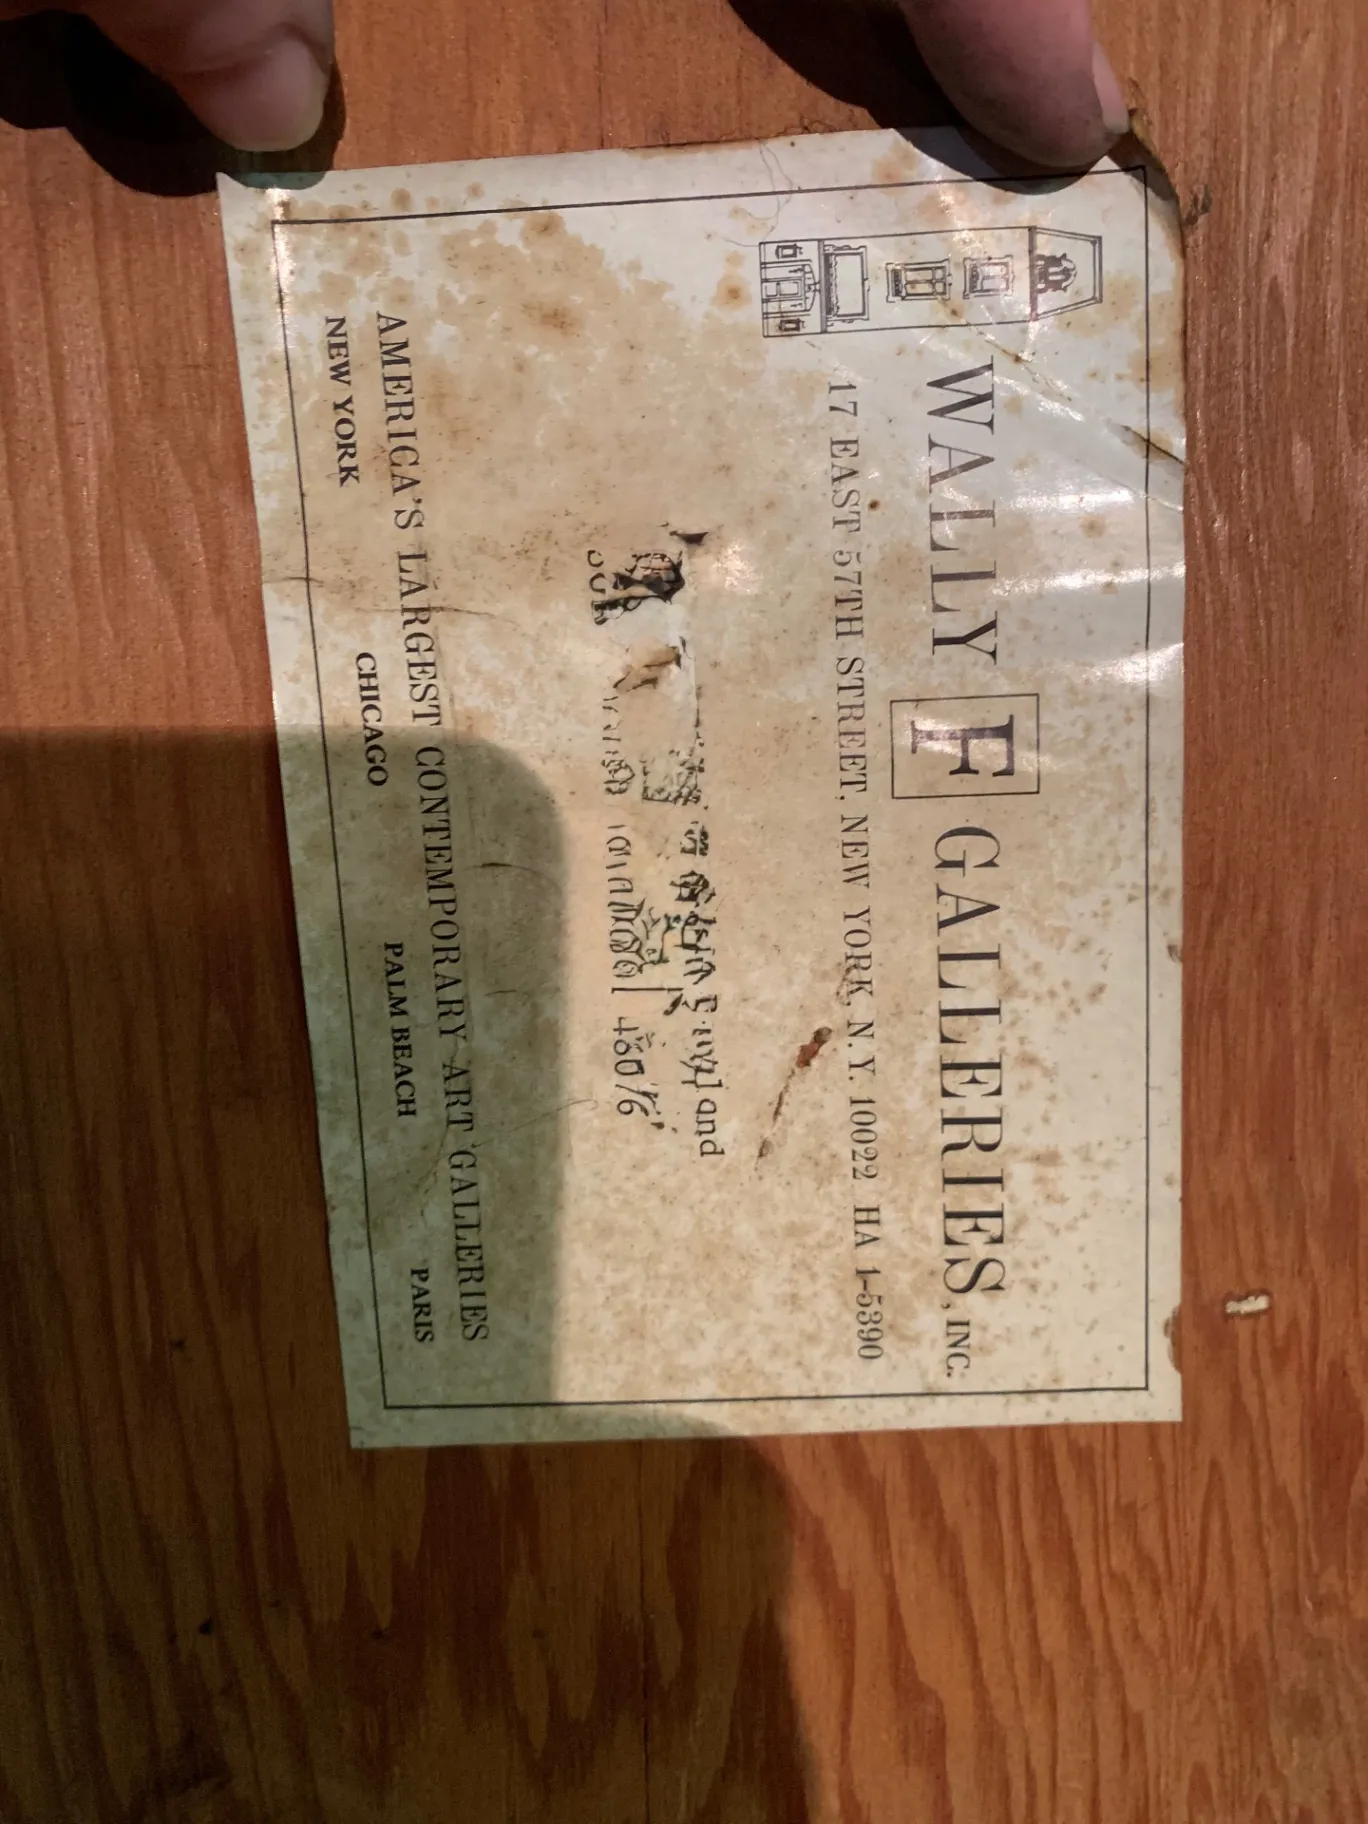 WALLY F GALLERIES, INC.
17 EAST 57TH STREET, NEW YORK, N.Y. 10022 HA 1-5390
and
AMERICA'S LARGEST CONTEMPORARY ART GALLERIES
NEW YORK CHICAGO PALM BEACH PARIS